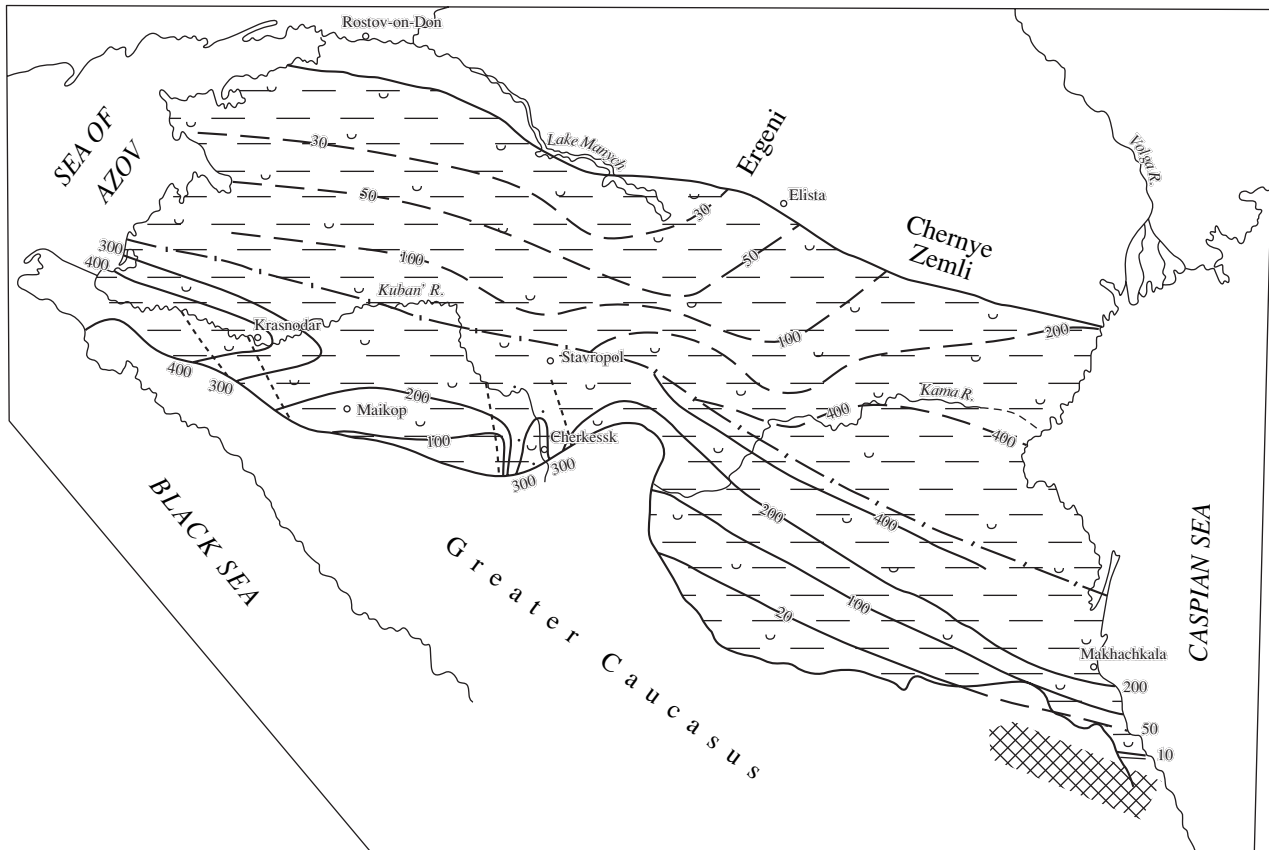 Rostov-on-Don
SEA OF
AZOV
Lake Manych
Ergeni
Volga R.
30
50
30
Elista
Chernye
Zemli
300
400
100
50
Kuban' R.
Krasnodar
100
200
Stavropol
400
300
200
Maikop
Kama R.
400
400
100
Cherkessk
300
300
BLACK SEA
200
400
Greater Caucasus
CASPIAN SEA
20
100
Makhachkala
200
50
10